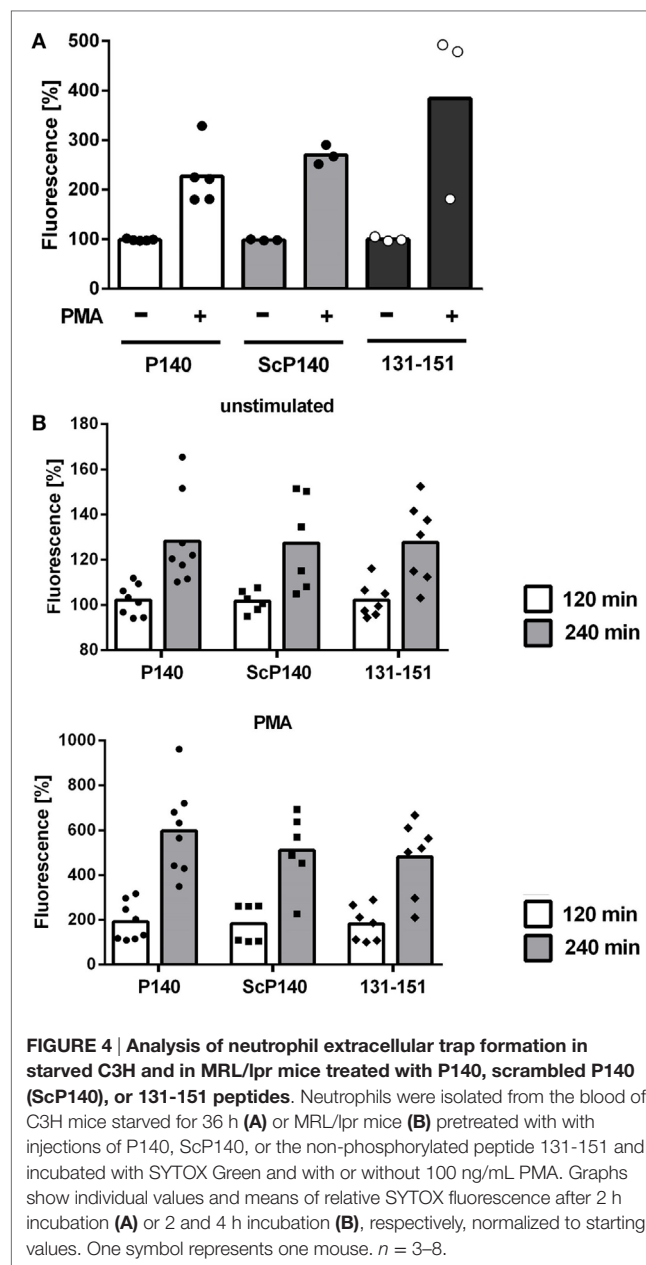 A
Fluorescence [%]
500
400
300
200
100
0
PMA - + - + - +
P140 ScP140 131-151
B
unstimulated
Fluorescence [%]
180
160
140
120
100
80
P140 ScP140 131-151
120 min
240 min
PMA
Fluorescence [%]
1000
800
600
400
200
0
P140 ScP140 131-151
120 min
240 min
FIGURE 4 | Analysis of neutrophil extracellular trap formation in
starved C3H and in MRL/lpr mice treated with P140, scrambled P140
(ScP140), or 131-151 peptides. Neutrophils were isolated from the blood of
C3H mice starved for 36 h (A) or MRL/lpr mice (B) pretreated with with
injections of P140, ScP140, or the non-phosphorylated peptide 131-151 and
incubated with SYTOX Green and with or without 100 ng/mL PMA. Graphs
show individual values and means of relative SYTOX fluorescence after 2 h
incubation (A) or 2 and 4 h incubation (B), respectively, normalized to starting
values. One symbol represents one mouse. n = 3–8.